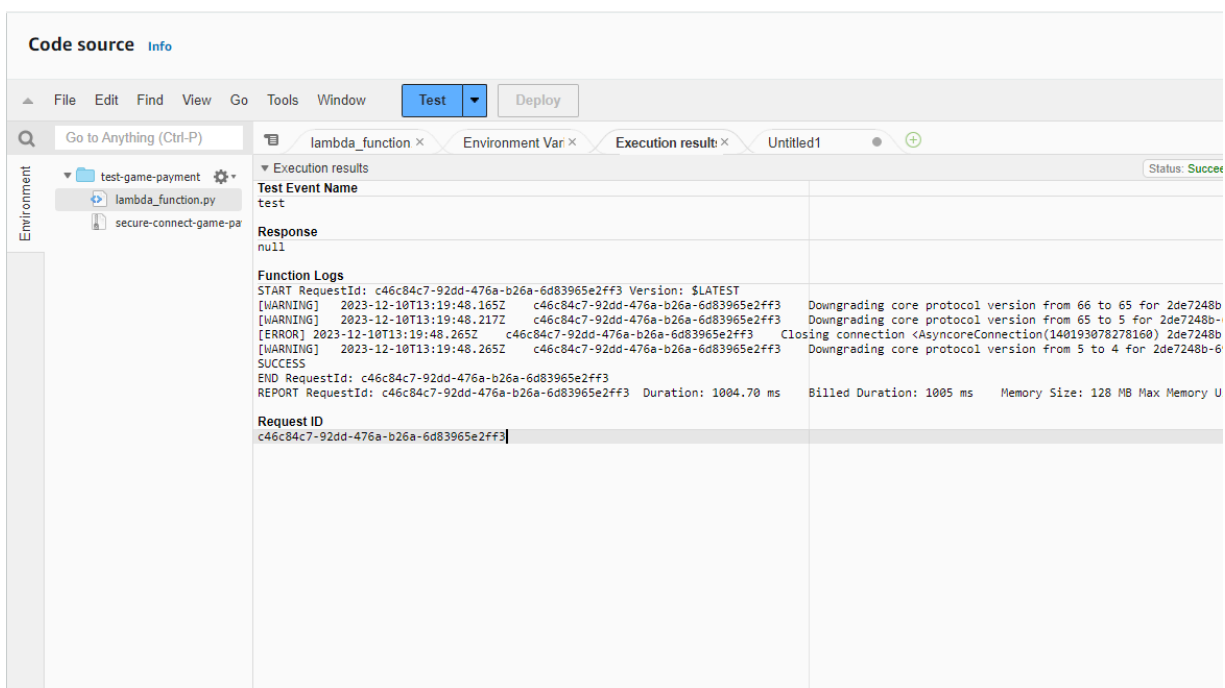 Code source Info
File Edit Find View Go Tools Window Test Deploy
Go to Anything (Ctrl-P)
lambda_function × Environment Vari × Execution results × Untitled1
Environment
test-game-payment
lambda_function.py
secure-connect-game-pa
Execution results Status: Succee
Test Event Name
test
Response
null
Function Logs
START RequestId: c46c84c7-92dd-476a-b26a-6d83965e2ff3 Version: $LATEST
[WARNING] 2023-12-10T13:19:48.165Z c46c84c7-92dd-476a-b26a-6d83965e2ff3 Downgrading core protocol version from 66 to 65 for 2de7248b
[WARNING] 2023-12-10T13:19:48.217Z c46c84c7-92dd-476a-b26a-6d83965e2ff3 Downgrading core protocol version from 65 to 5 for 2de7248b-
[ERROR] 2023-12-10T13:19:48.265Z c46c84c7-92dd-476a-b26a-6d83965e2ff3 Closing connection <AsyncoreConnection(140193078278160) 2de7248b
[WARNING] 2023-12-10T13:19:48.265Z c46c84c7-92dd-476a-b26a-6d83965e2ff3 Downgrading core protocol version from 5 to 4 for 2de7248b-6
SUCCESS
END RequestId: c46c84c7-92dd-476a-b26a-6d83965e2ff3
REPORT RequestId: c46c84c7-92dd-476a-b26a-6d83965e2ff3 Duration: 1004.70 ms Billed Duration: 1005 ms Memory Size: 128 MB Max Memory U
Request ID
c46c84c7-92dd-476a-b26a-6d83965e2ff3